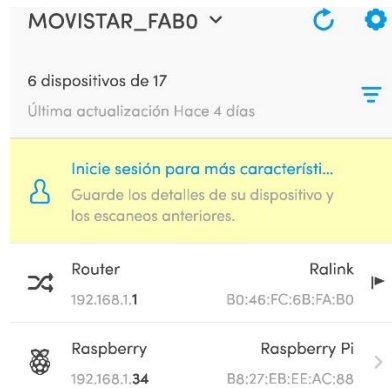 MOVISTAR_FAB0
6 dispositivos de 17
Última actualización Hace 4 días
Inicie sesión para más característi...
Guarde los detalles de su dispositivo y
los escaneos anteriores.
Router Ralink
192.168.1.1 B0:46:FC:6B:FA:B0
Raspberry Raspberry Pi
192.168.1.34 B8:27:EB:EE:AC:88